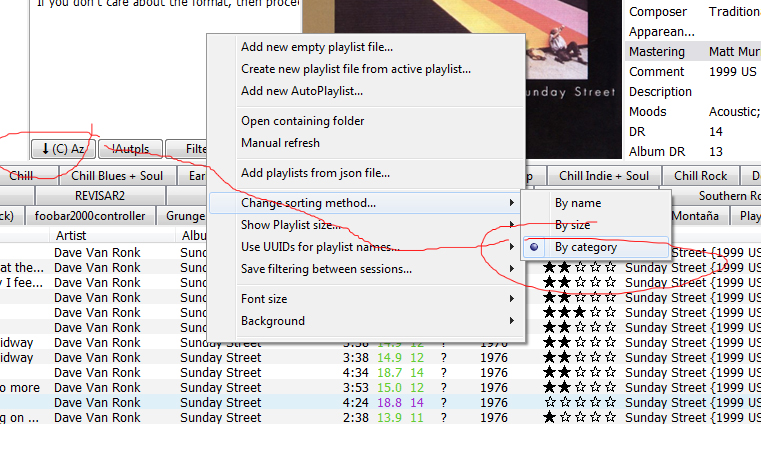 If you don't care about the format, then proce
Composer Traditiona
Apparean...
Mastering Matt Mur
Comment 1999 US
Description
Moods Acoustic;
DR 14
Album DR 13
unday Street
Add new empty playlist file...
Create new playlist file from active playlist...
Add new AutoPlaylist...
Open containing folder
Manual refresh
Add playlists from json file...
Change sorting method...
Show Playlist size...
Use UUIDs for playlist names...
Save filtering between sessions...
Font size
Background
By name
By size
By category
(C) Az lAutpls Filte
Chill Chill Blues + Soul Ear p Chill Indie + Soul Chill Rock D
REVISAR2 Southern Ro
ck) foobar2000controller Grunge Montaña Play
Artist Albu
Dave Van Ronk Sund
at the... Dave Van Ronk Sund Sunday Street {1999 US
y I fee... Dave Van Ronk Sund Sunday Street {1999 US
Dave Van Ronk Sund Sunday Street {1999 US
Dave Van Ronk Sund Sunday Street {1999 US
Dave Van Ronk Sund Sunday Street {1999 US
idway Dave Van Ronk Sunday Street 3:38 14.9 12 ? 1976 Sunday Street {1999 US
idway Dave Van Ronk Sunday Street 3:38 14.9 12 ? 1976 Sunday Street {1999 US
Dave Van Ronk Sunday Street 4:34 18.7 14 ? 1976 Sunday Street {1999 US
o more Dave Van Ronk Sunday Street 3:53 15.0 12 ? 1976 Sunday Street {1999 US
Dave Van Ronk Sunday Street 4:24 18.8 14 ? 1976 Sunday Street {1999 US
ng on ... Dave Van Ronk Sunday Street 2:38 13.9 11 ? 1976 Sunday Street {1999 US